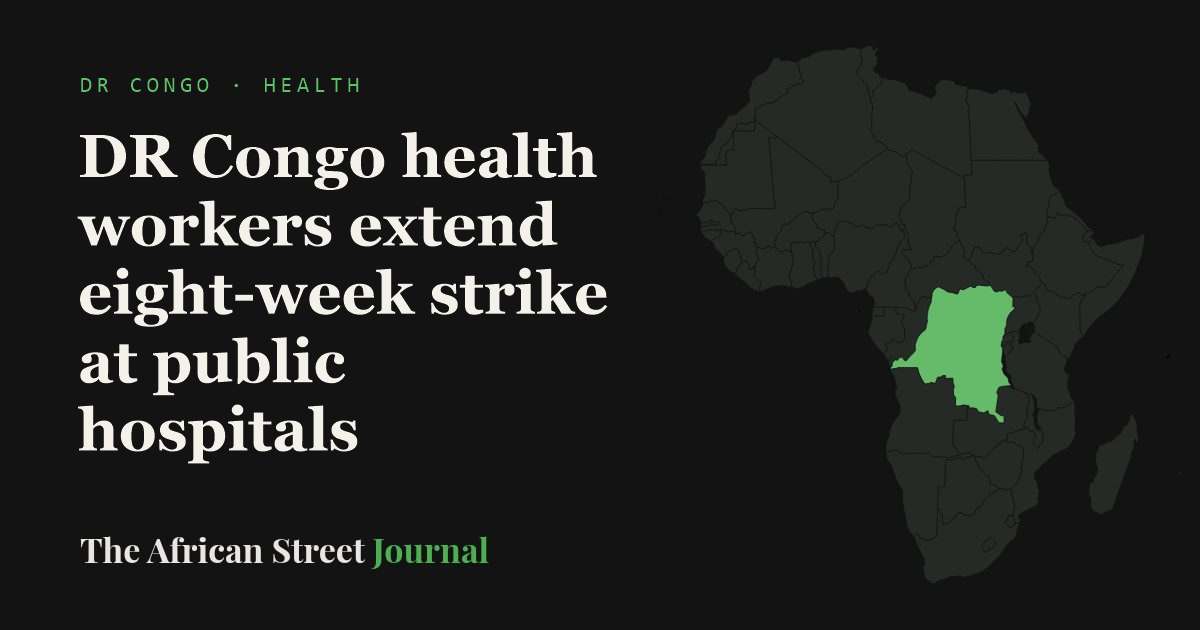 DR CONGO · HEALTH
DR Congo health
workers extend
eight-week strike
at public
hospitals
The African Street Journal